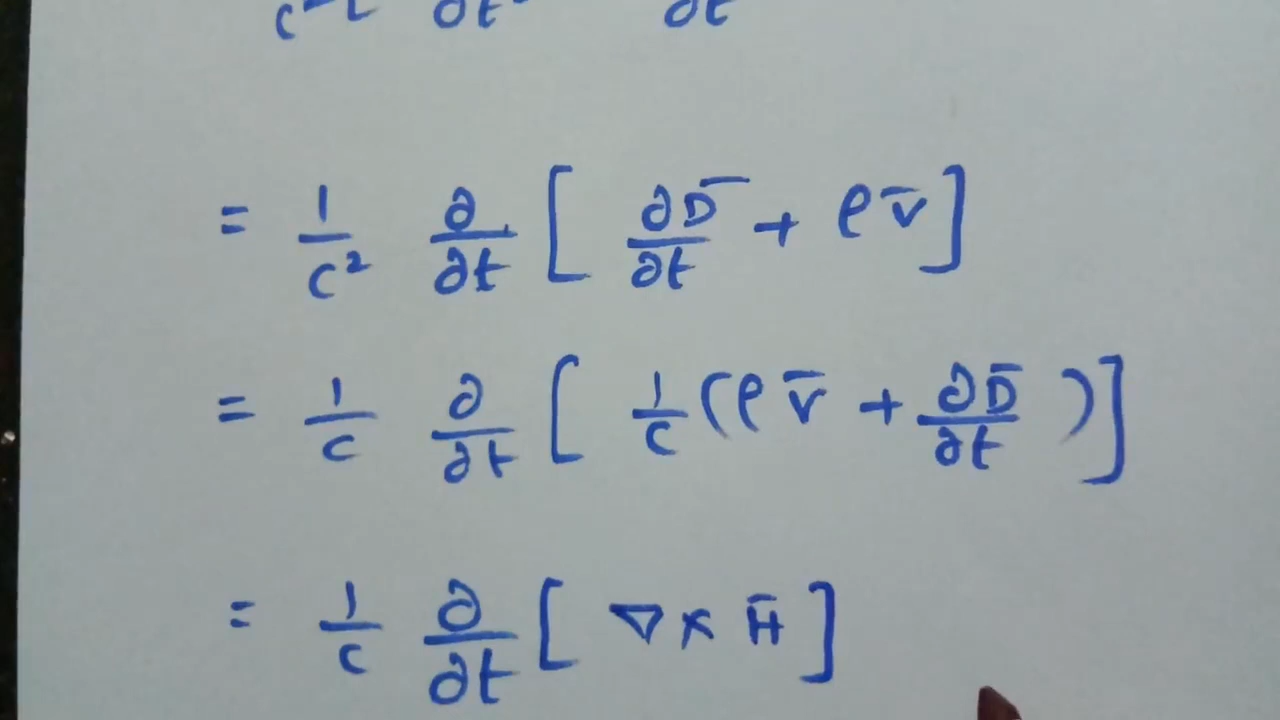 = 1/c² ∂/∂t [ ∂D̄/∂t + ρv̄ ]
= 1/c ∂/∂t [ 1/c (ρv̄ + ∂D̄/∂t) ]
= 1/c ∂/∂t [ ∇ × H̄ ]